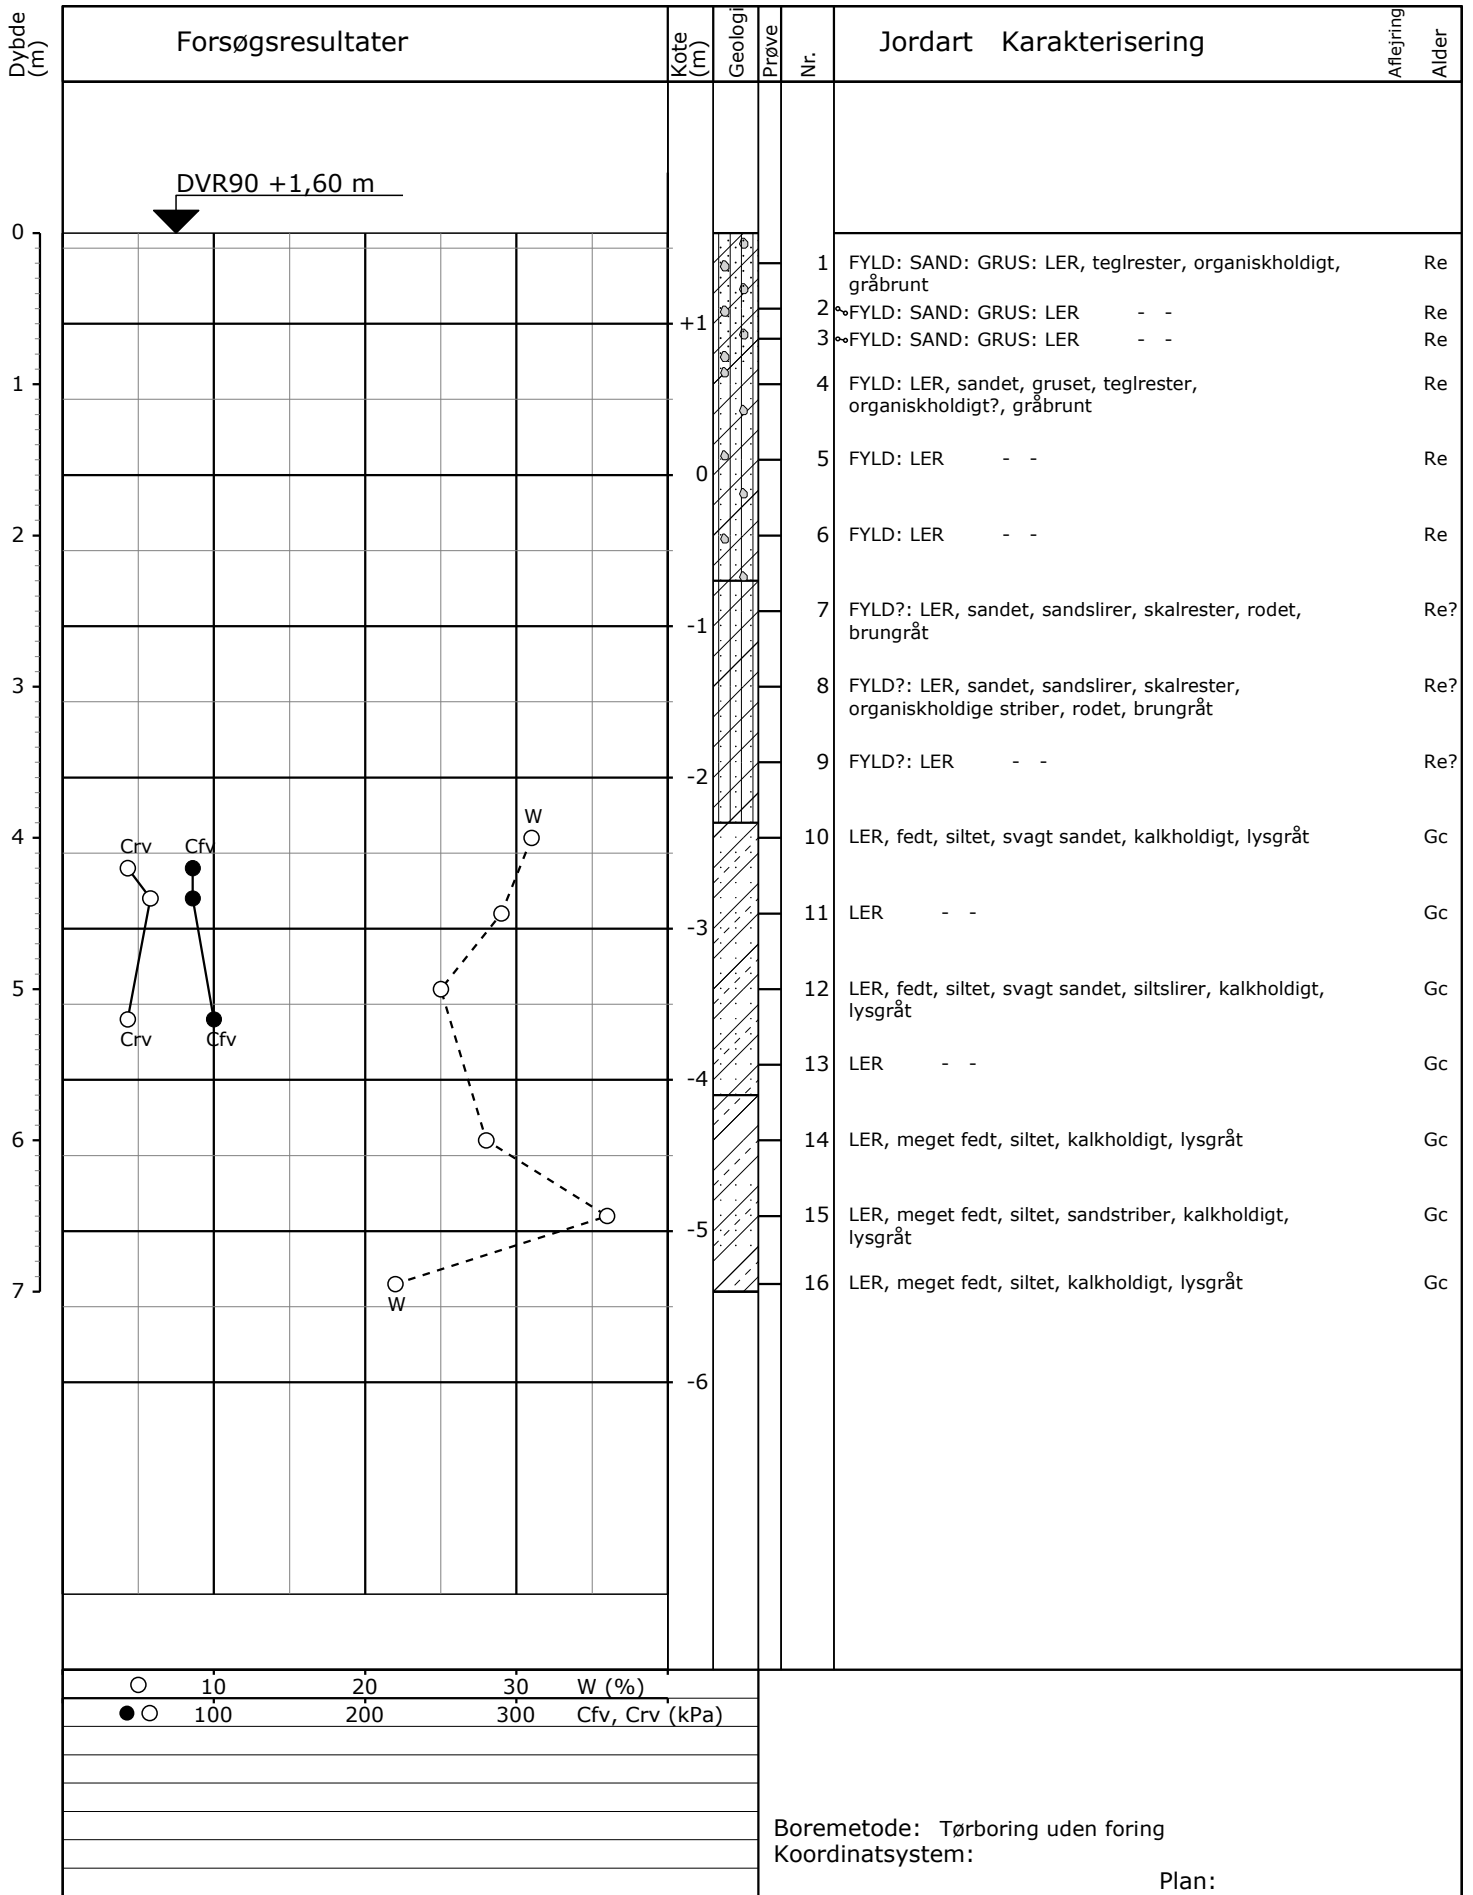 Dybde (m)
Forsøgsresultater
Kote (m)
Geologi
Prøve
Nr.
Jordart Karakterisering
Aflejring
Alder
DVR90 +1,60 m
0
1 FYLD: SAND: GRUS: LER, teglrester, organiskholdigt, Re
gråbrunt
2 FYLD: SAND: GRUS: LER - - Re
+1
3 FYLD: SAND: GRUS: LER - - Re
1
4 FYLD: LER, sandet, gruset, teglrester, Re
organiskholdigt?, gråbrunt
5 FYLD: LER - - Re
0
2
6 FYLD: LER - - Re
7 FYLD?: LER, sandet, sandslirer, skalrester, rodet, Re?
-1
brungråt
3
8 FYLD?: LER, sandet, sandslirer, skalrester, Re?
organiskholdige striber, rodet, brungråt
9 FYLD?: LER - - Re?
-2
W
4
10 LER, fedt, siltet, svagt sandet, kalkholdigt, lysgråt Gc
Crv Cfv
11 LER - - Gc
-3
5
12 LER, fedt, siltet, svagt sandet, siltslirer, kalkholdigt, Gc
lysgråt
Crv Cfv
13 LER - - Gc
-4
6
14 LER, meget fedt, siltet, kalkholdigt, lysgråt Gc
15 LER, meget fedt, siltet, sandstriber, kalkholdigt, Gc
-5
lysgråt
7
16 LER, meget fedt, siltet, kalkholdigt, lysgråt Gc
W
-6
10 20 30 W (%)
100 200 300 Cfv, Crv (kPa)
Boremetode: Tørboring uden foring
Koordinatsystem:
Plan: